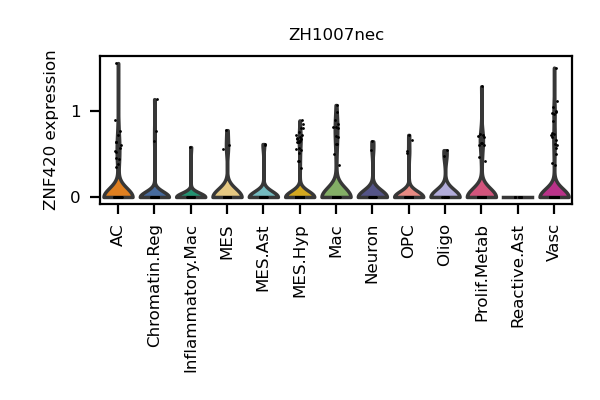 ZH1007nec
ZNF420 expression
1
0
AC
Chromatin.Reg
Inflammatory.Mac
MES
MES.Ast
MES.Hyp
Mac
Neuron
OPC
Oligo
Prolif.Metab
Reactive.Ast
Vasc